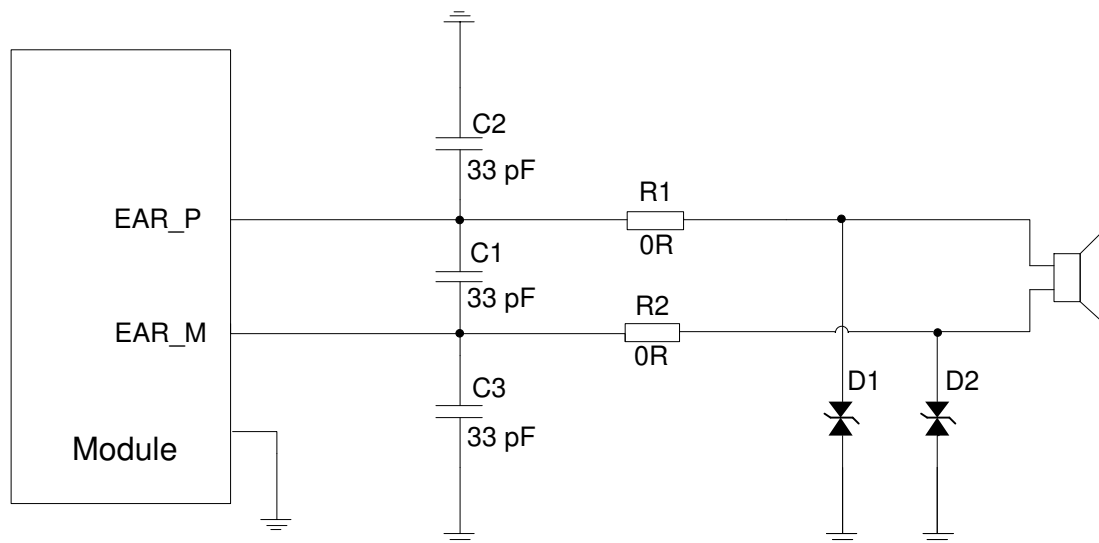 C2
33 pF
R1
EAR_P
0R
C1
33 pF
R2
EAR_M
0R
C3
33 pF
D1
D2
Module